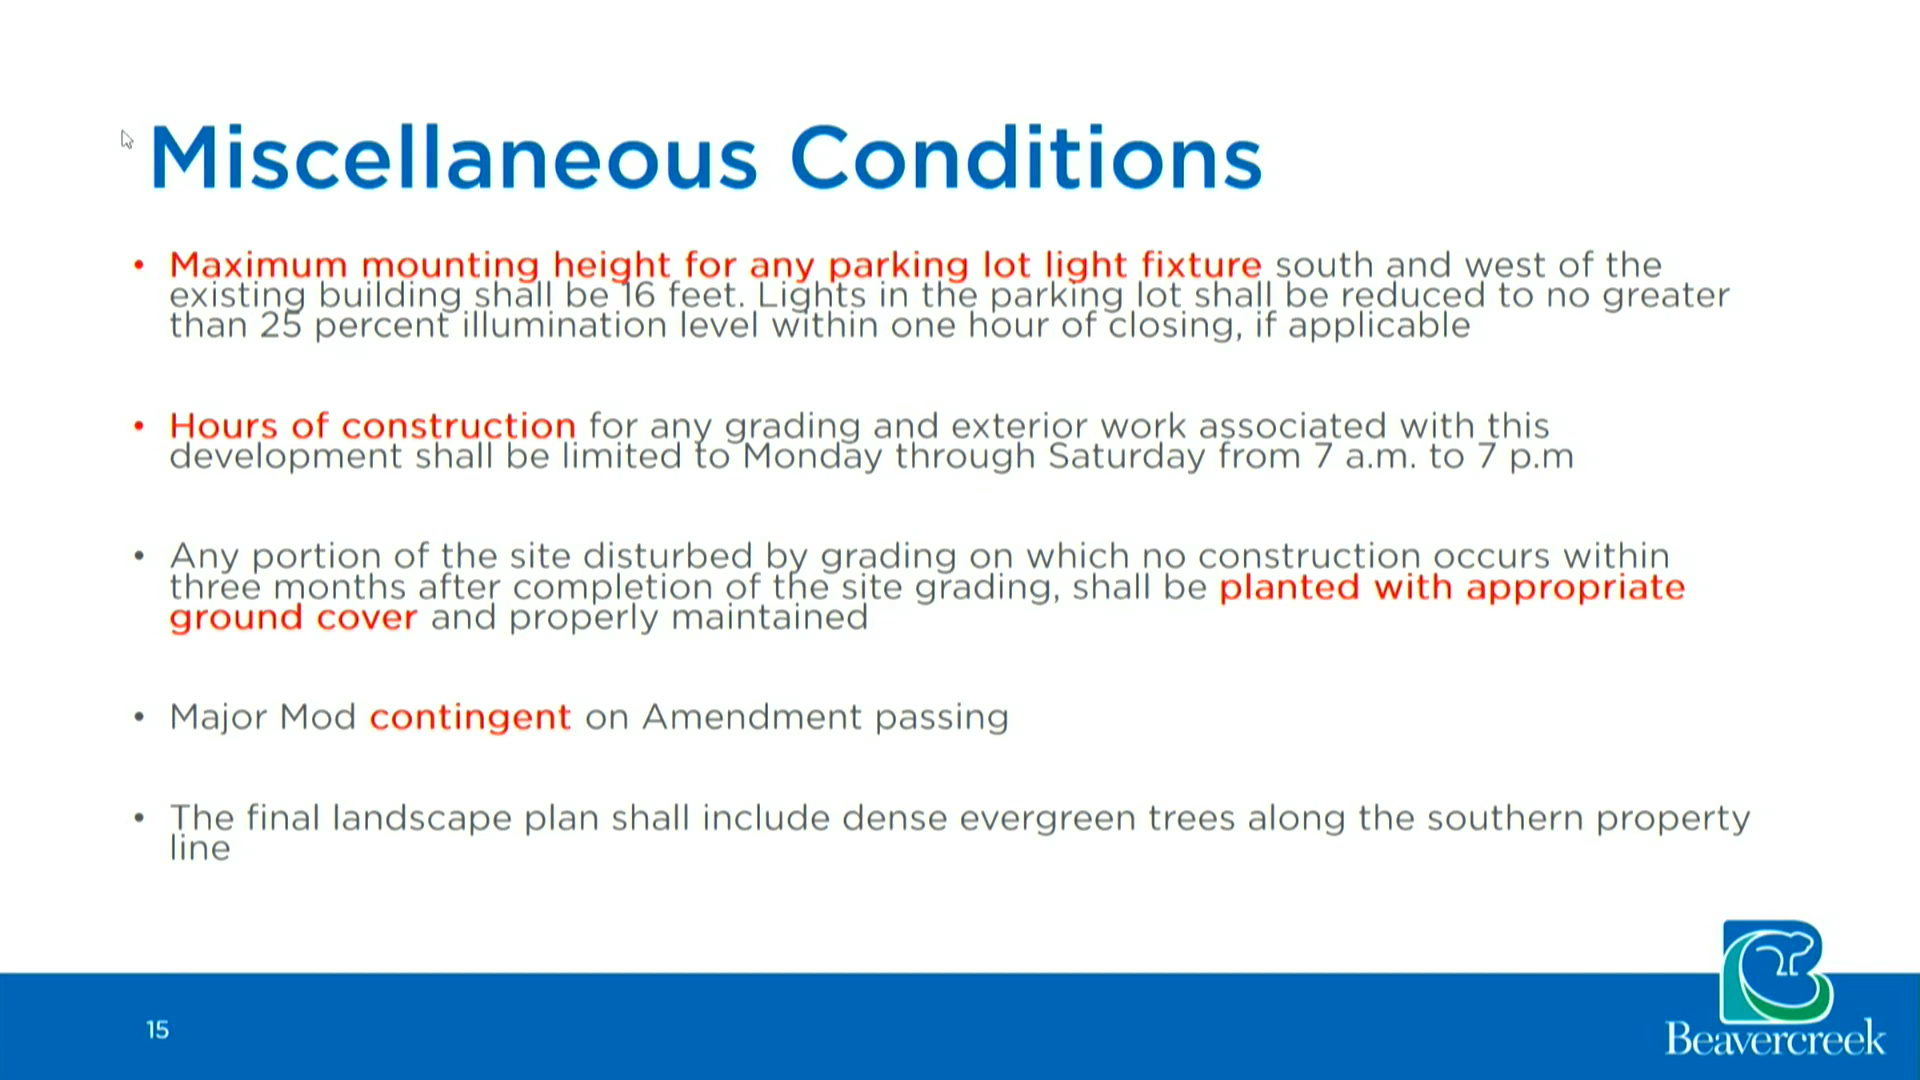 Miscellaneous Conditions
• Maximum mounting height for any parking lot light fixture south and west of the
existing building shall be 16 feet. Lights in the parking lot shall be reduced to no greater
than 25 percent illumination level within one hour of closing, if applicable
• Hours of construction for any grading and exterior work associated with this
development shall be limited to Monday through Saturday from 7 a.m. to 7 p.m
• Any portion of the site disturbed by grading on which no construction occurs within
three months after completion of the site grading, shall be planted with appropriate
ground cover and properly maintained
• Major Mod contingent on Amendment passing
• The final landscape plan shall include dense evergreen trees along the southern property
line
15
Beavercreek